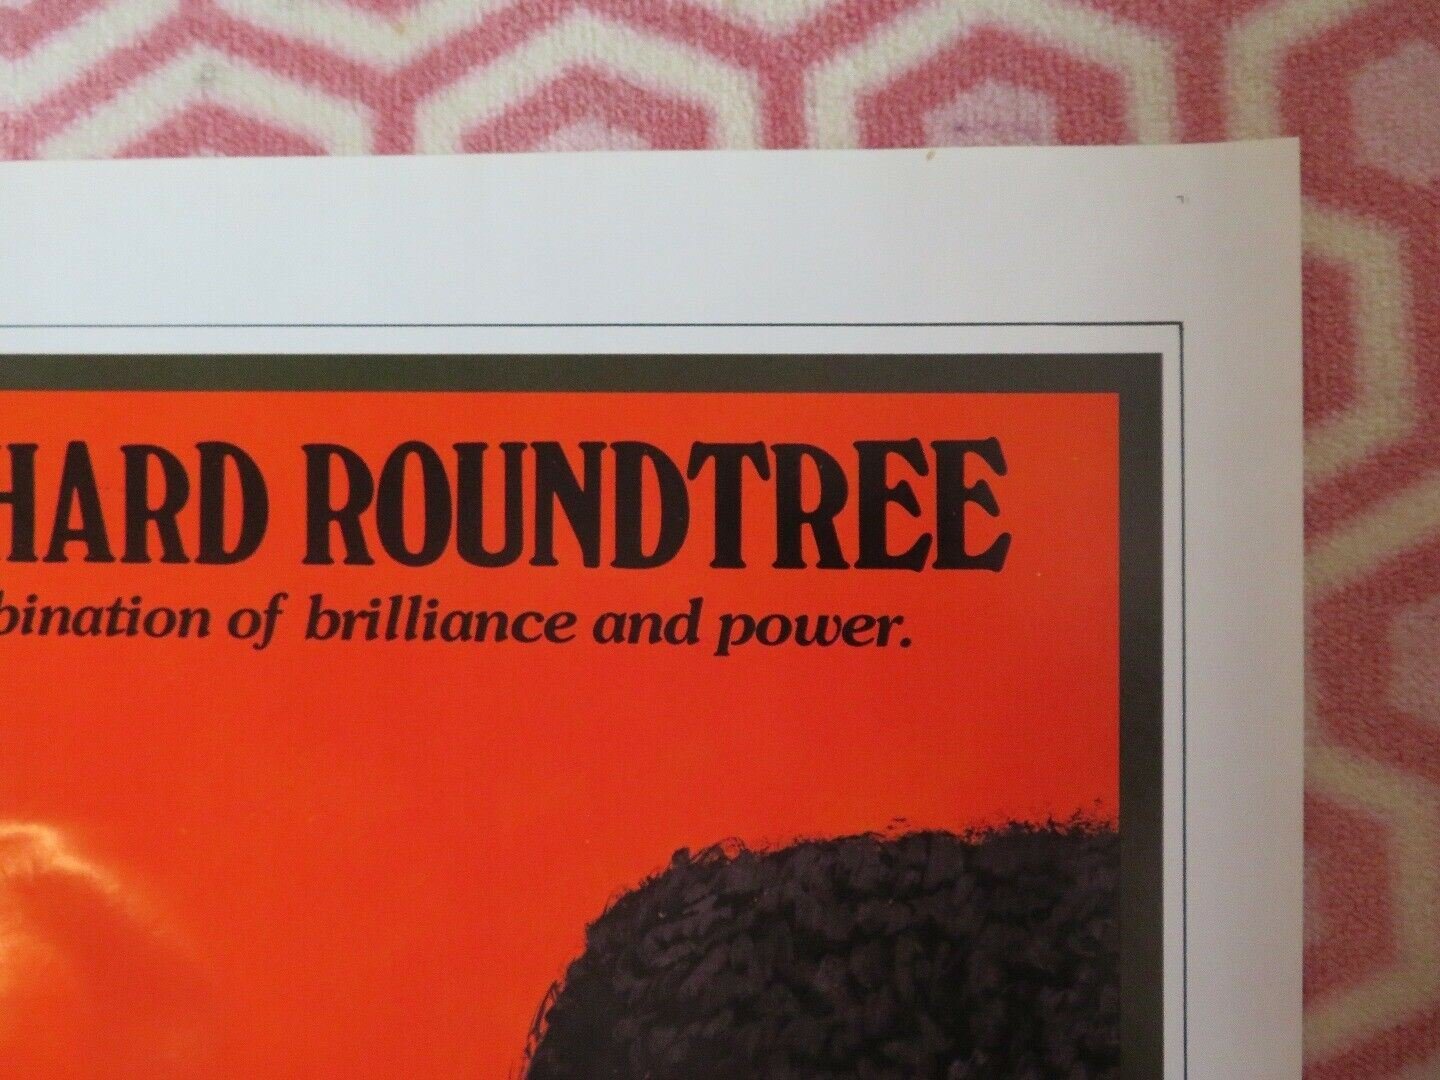 HARD ROUNDTREE
bination of brilliance and power.